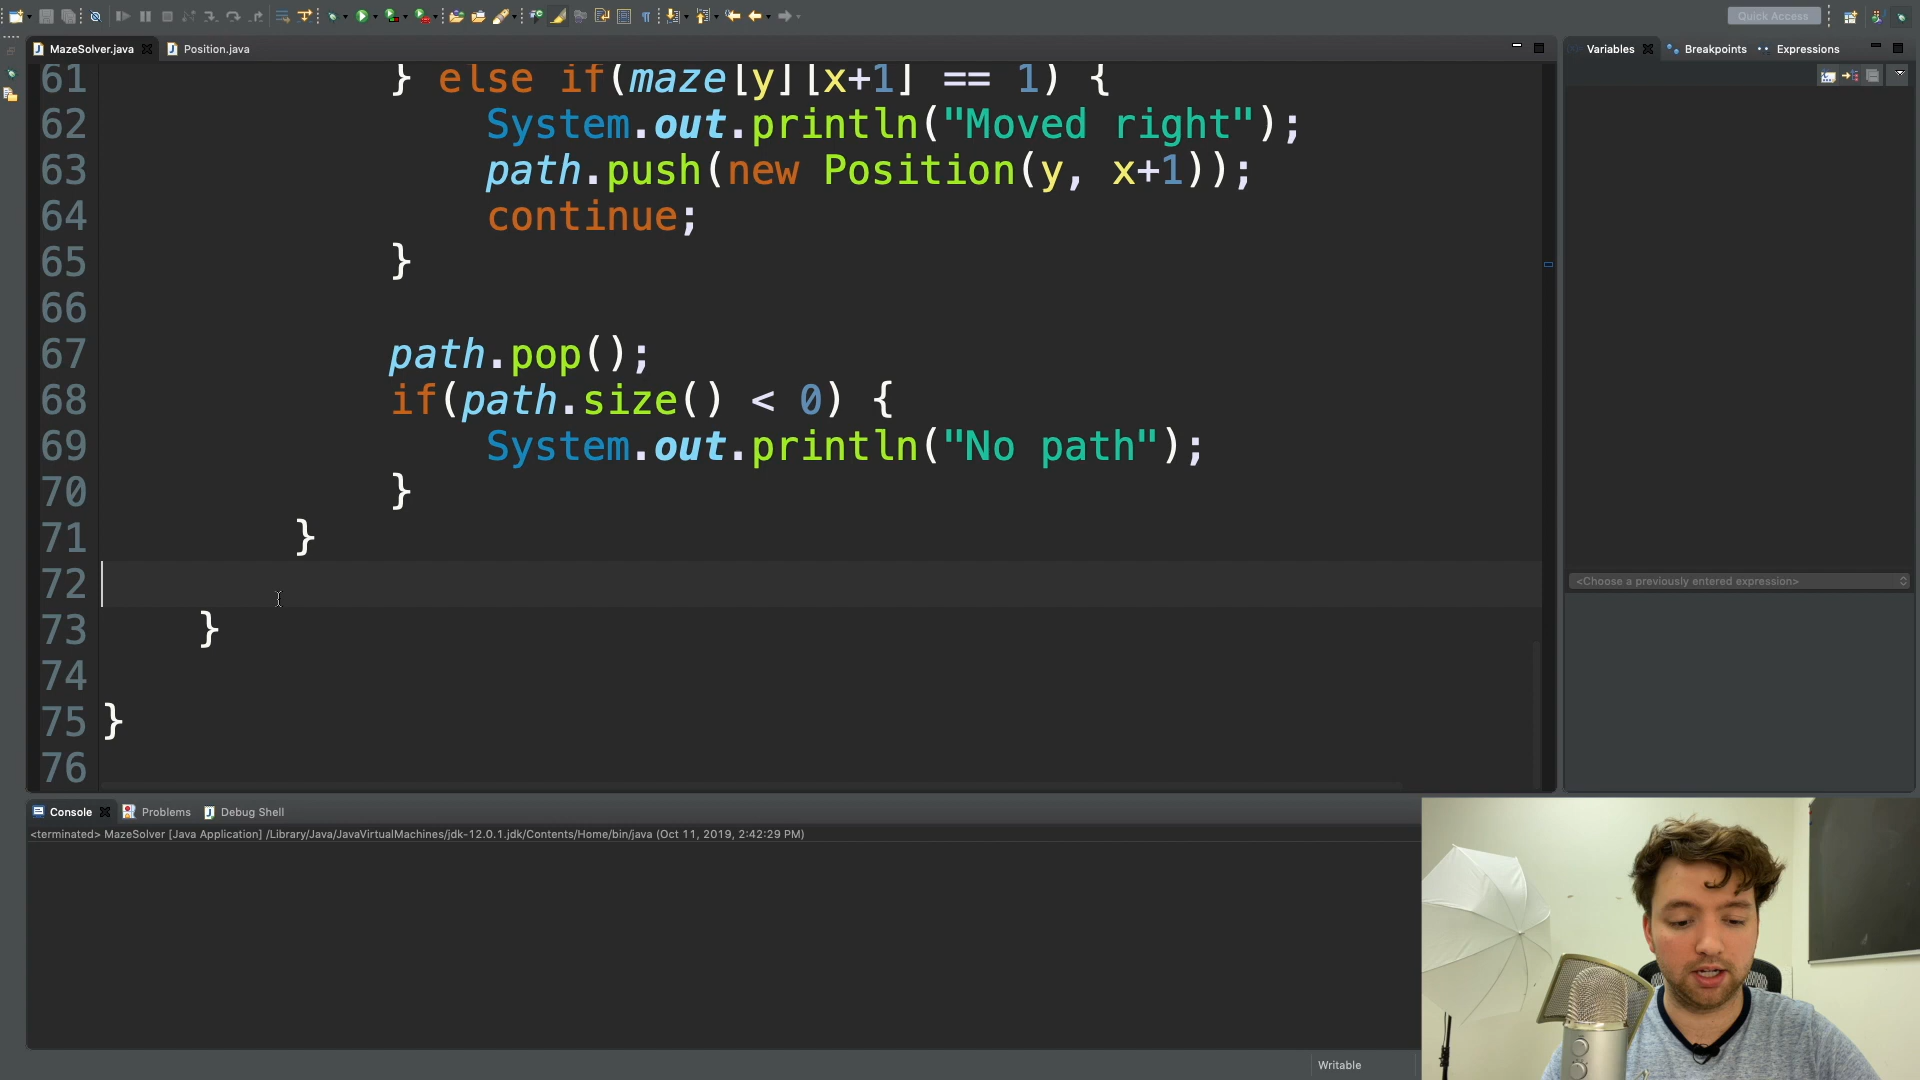 Quick Access
MazeSolver.java
Position.java
Variables
Breakpoints
Expressions
61 } else if(maze[y][x+1] == 1) {
62 System.out.println("Moved right");
63 path.push(new Position(y, x+1));
64 continue;
65 }
66
67 path.pop();
68 if(path.size() < 0) {
69 System.out.println("No path");
70 }
71 }
72
73 }
74
75 }
76
<Choose a previously entered expression>
Console
Problems
Debug Shell
<terminated> MazeSolver [Java Application] /Library/Java/JavaVirtualMachines/jdk-12.0.1.jdk/Contents/Home/bin/java (Oct 11, 2019, 2:42:29 PM)
Writable